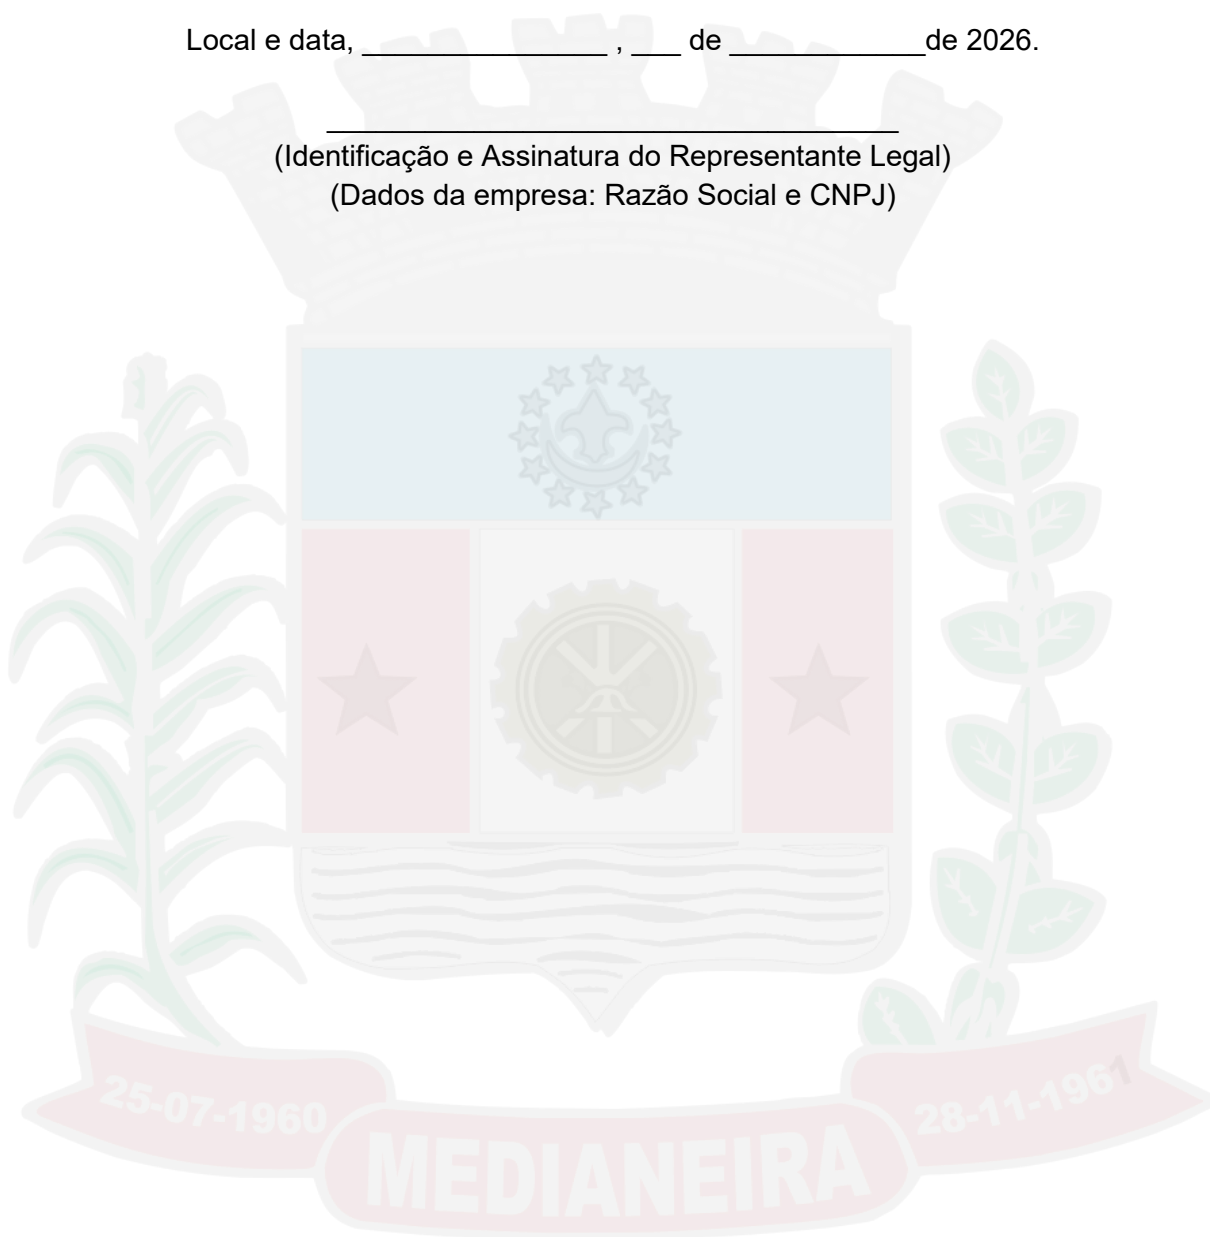 Local e data, _______________ , ___ de ____________de 2026.
___________________________________
(Identificação e Assinatura do Representante Legal)
(Dados da empresa: Razão Social e CNPJ)
25-07-1960
28-11-1961
MEDIANEIRA